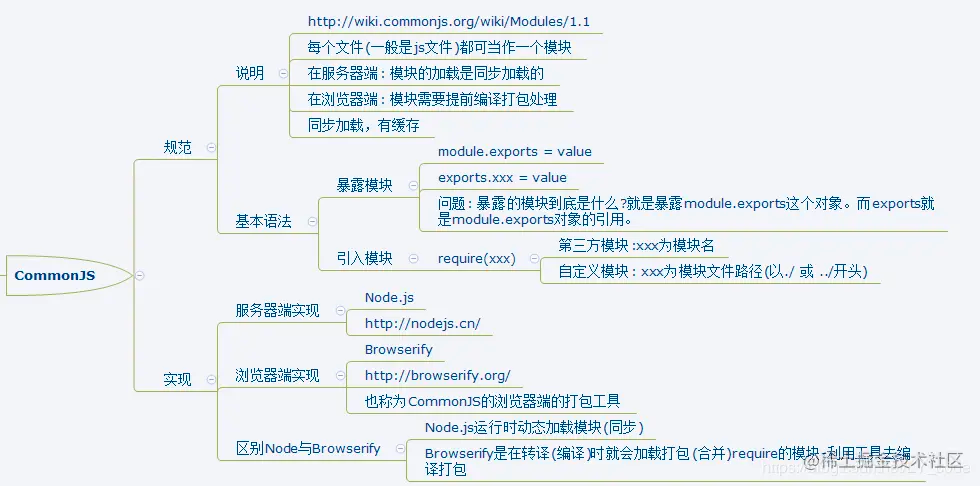 http://wiki.commonjs.org/wiki/Modules/1.1
每个文件(一般是js文件)都可当作一个模块
说明
在服务器端：模块的加载是同步加载的
在浏览器端：模块需要提前编译打包处理
同步加载，有缓存
规范
module.exports = value
暴露模块
exports.xxx = value
问题：暴露的模块到底是什么?就是暴露module.exports这个对象。而exports就
是module.exports对象的引用。
基本语法
第三方模块:xxx为模块名
引入模块
require(xxx)
自定义模块：xxx为模块文件路径(以./ 或 ../开头)
CommonJS
Node.js
服务器端实现
http://nodejs.cn/
Browserify
实现
浏览器端实现
http://browserify.org/
也称为CommonJS的浏览器端的打包工具
Node.js运行时动态加载模块(同步)
区别Node与Browserify
Browserify是在转译(编译)时就会加载打包(合并)require的模块,利用工具去编
译打包
@稀土掘金技术社区